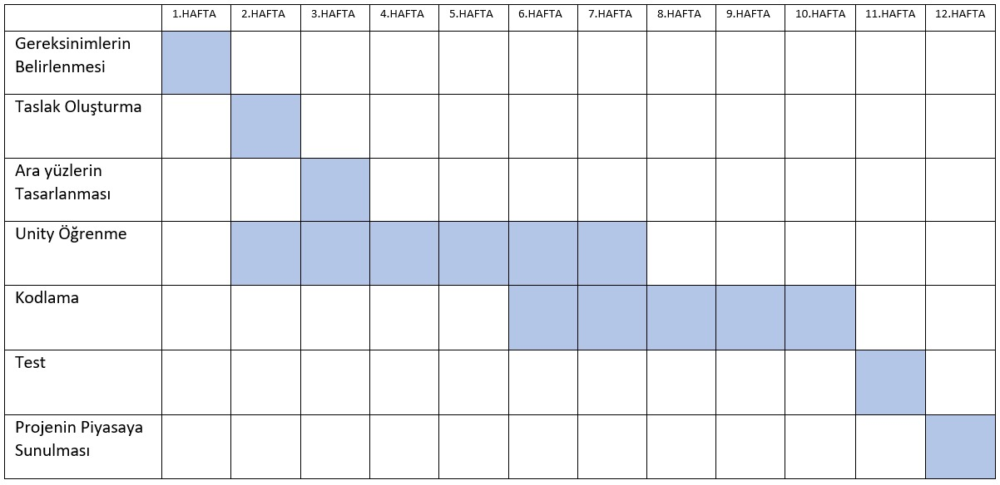 1.HAFTA 2.HAFTA 3.HAFTA 4.HAFTA 5.HAFTA 6.HAFTA 7.HAFTA 8.HAFTA 9.HAFTA 10.HAFTA 11.HAFTA 12.HAFTA
Gereksinimlerin
Belirlenmesi
Taslak Oluşturma
Ara yüzlerin
Tasarlanması
Unity Öğrenme
Kodlama
Test
Projenin Piyasaya
Sunulması